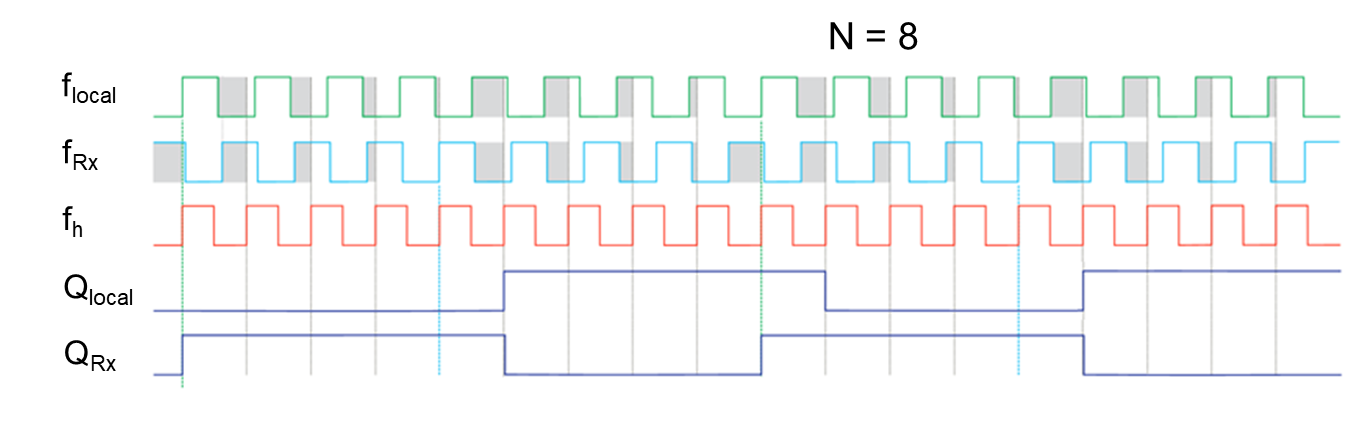 N = 8
flocal
fRx
fh
Qlocal
QRx